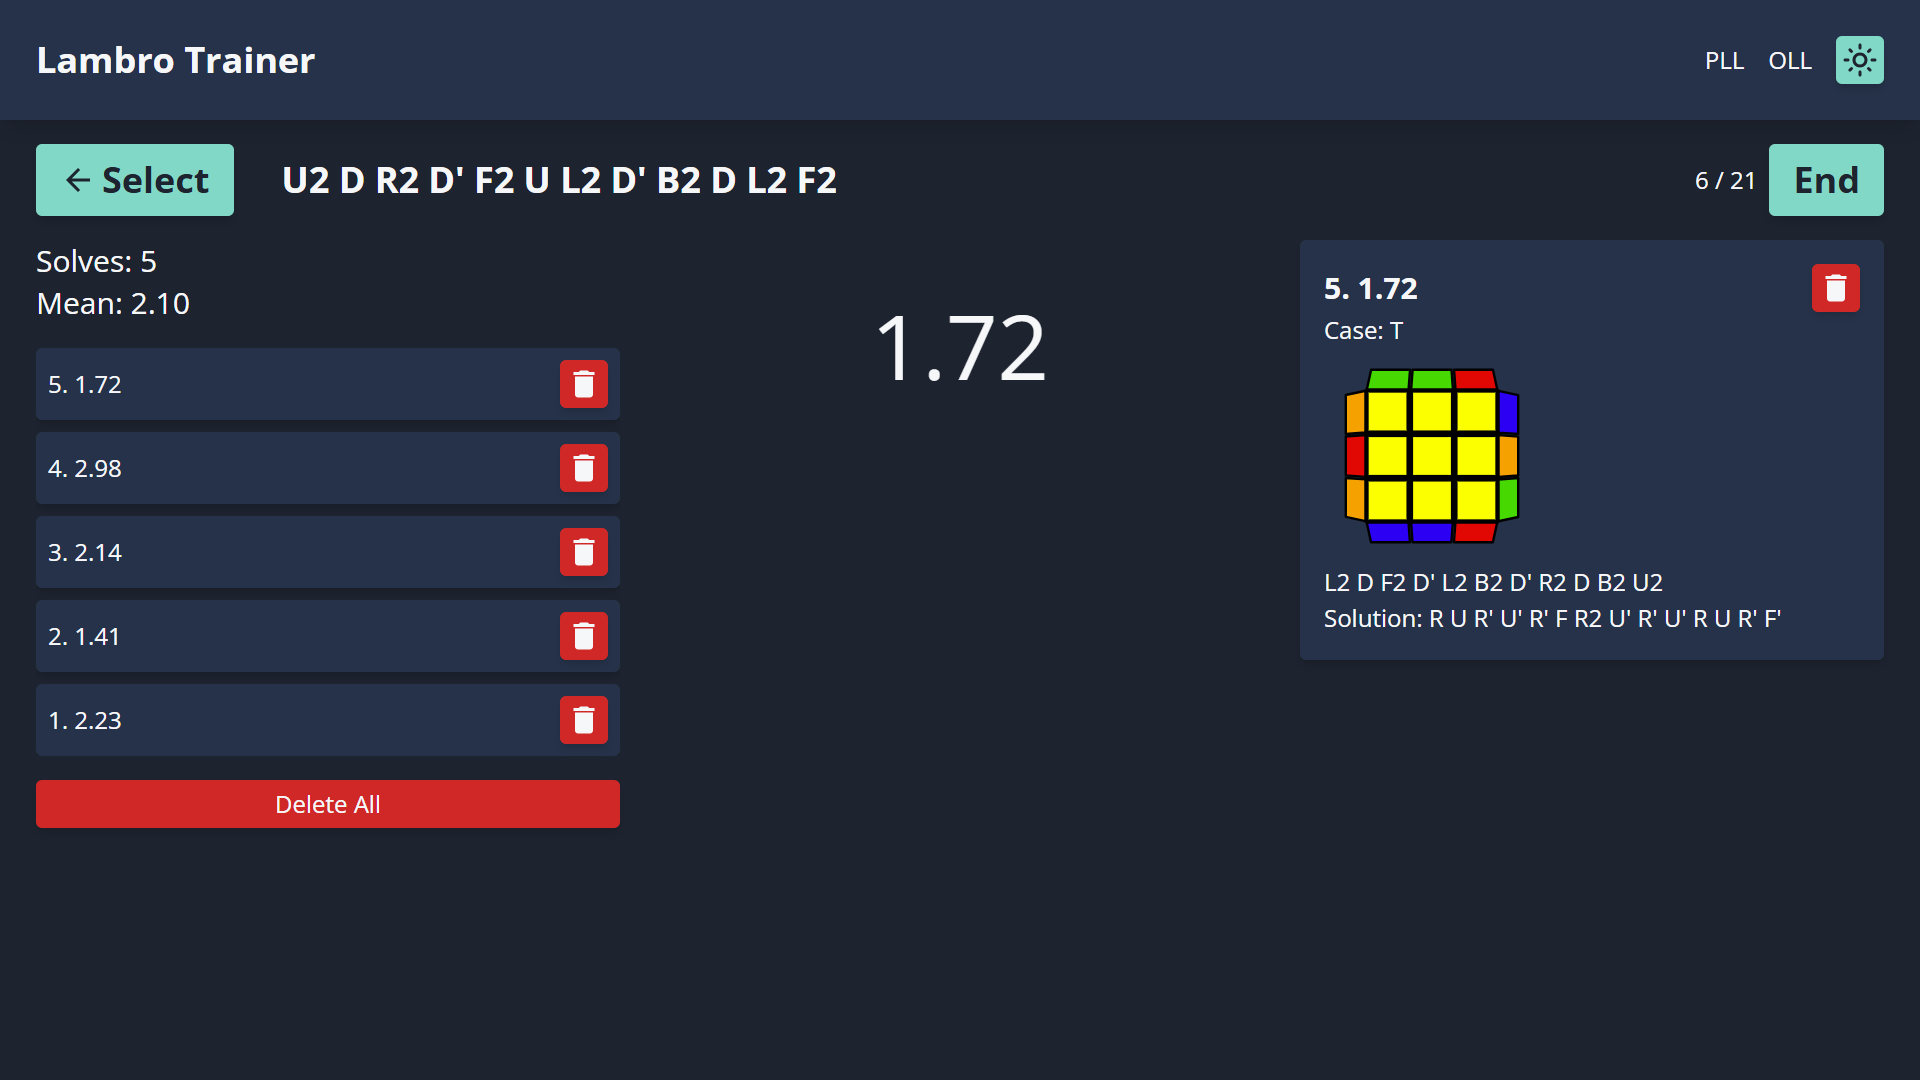 Lambro Trainer
PLL OLL
Select
U2 D R2 D' F2 U L2 D' B2 D L2 F2
6 / 21
End
Solves: 5
Mean: 2.10
5. 1.72
4. 2.98
3. 2.14
2. 1.41
1. 2.23
Delete All
1.72
5. 1.72
Case: T
L2 D F2 D' L2 B2 D' R2 D B2 U2
Solution: R U R' U' R' F R2 U' R' U' R U R' F'